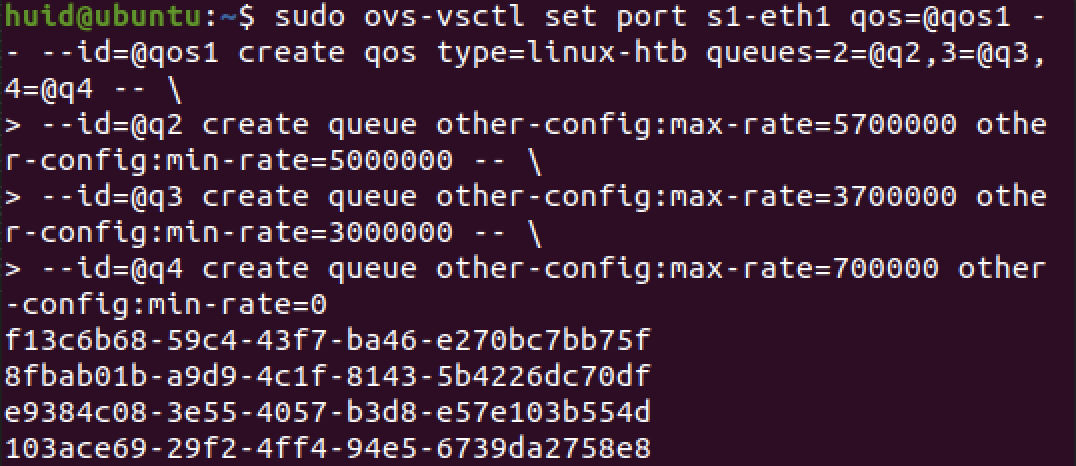 huid@ubuntu:~$ sudo ovs-vsctl set port s1-eth1 qos=@qos1 -
- --id=@qos1 create qos type=linux-htb queues=2=@q2,3=@q3,
4=@q4 -- \
> --id=@q2 create queue other-config:max-rate=5700000 othe
r-config:min-rate=5000000 -- \
> --id=@q3 create queue other-config:max-rate=3700000 othe
r-config:min-rate=3000000 -- \
> --id=@q4 create queue other-config:max-rate=700000 other
-config:min-rate=0
f13c6b68-59c4-43f7-ba46-e270bc7bb75f
8fbab01b-a9d9-4c1f-8143-5b4226dc70df
e9384c08-3e55-4057-b3d8-e57e103b554d
103ace69-29f2-4ff4-94e5-6739da2758e8